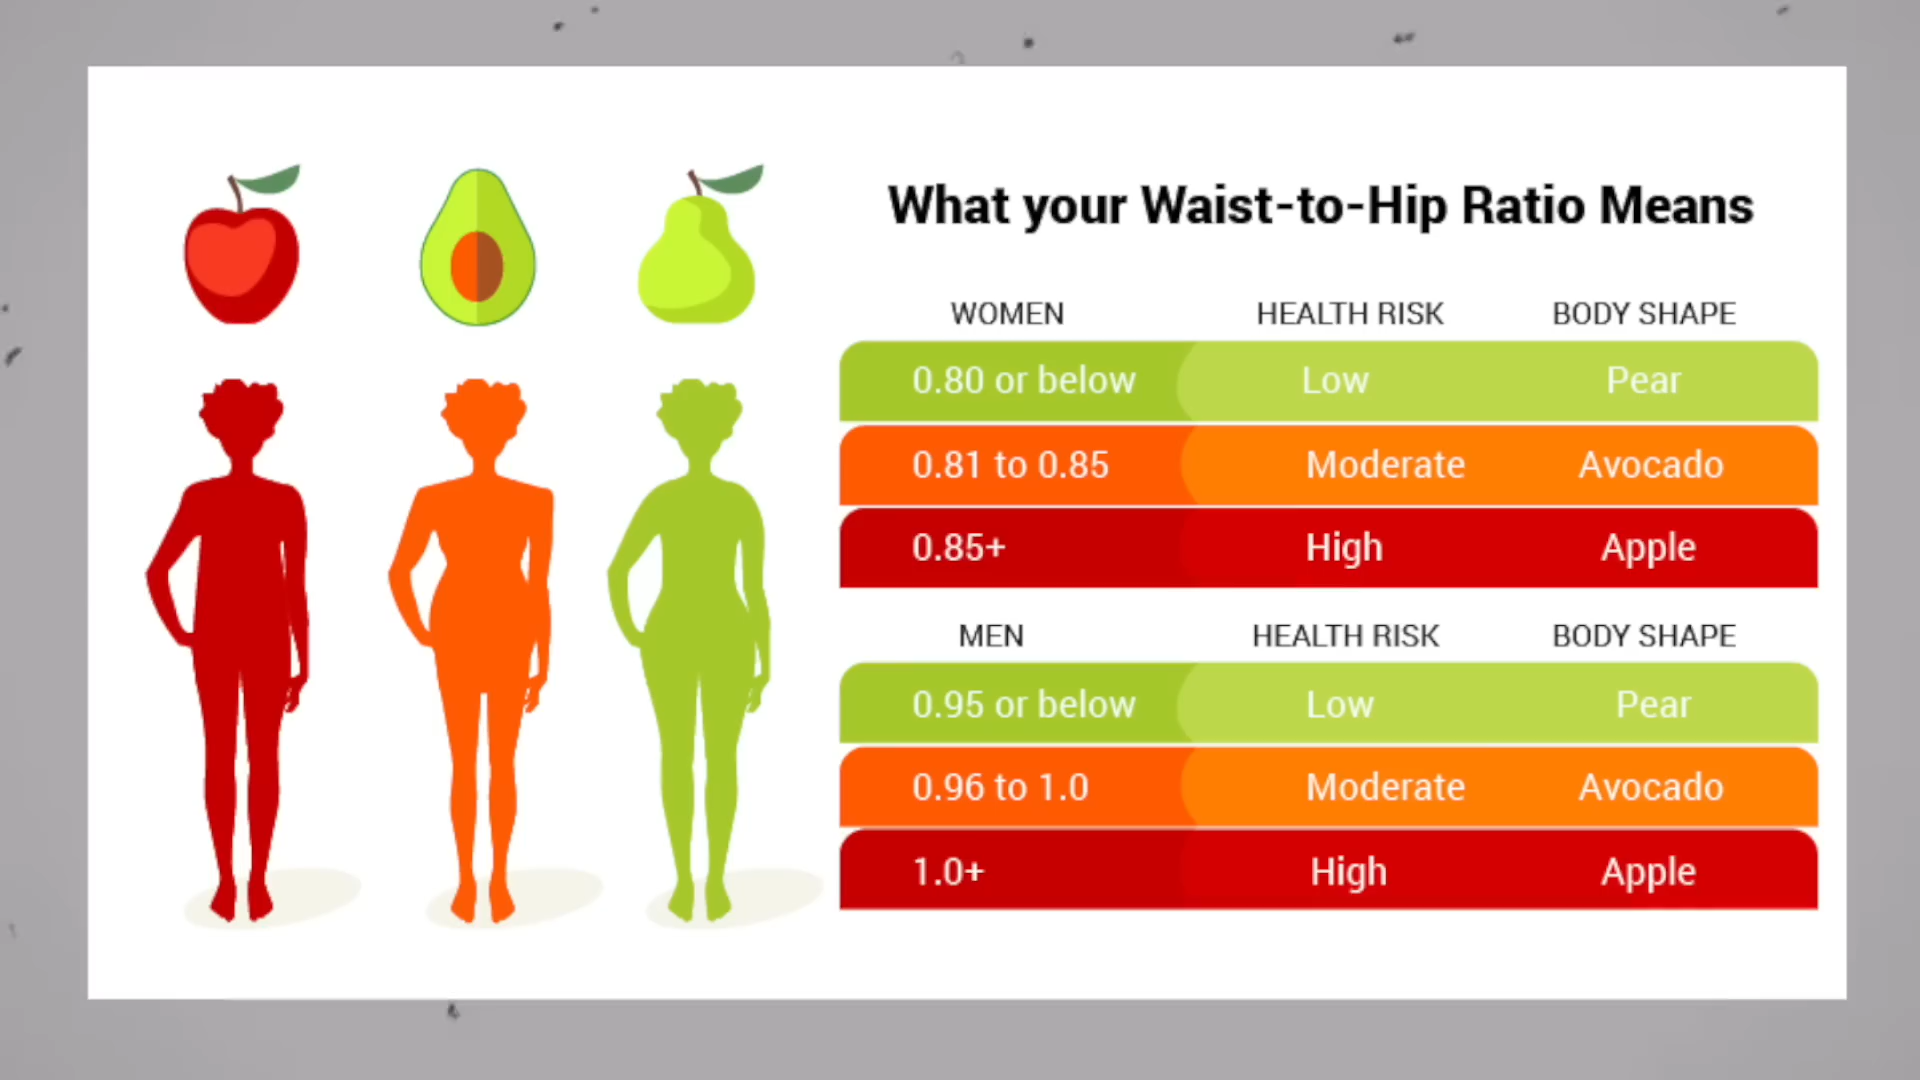 What your Waist-to-Hip Ratio Means
WOMEN HEALTH RISK BODY SHAPE
0.80 or below Low Pear
0.81 to 0.85 Moderate Avocado
0.85+ High Apple
MEN HEALTH RISK BODY SHAPE
0.95 or below Low Pear
0.96 to 1.0 Moderate Avocado
1.0+ High Apple